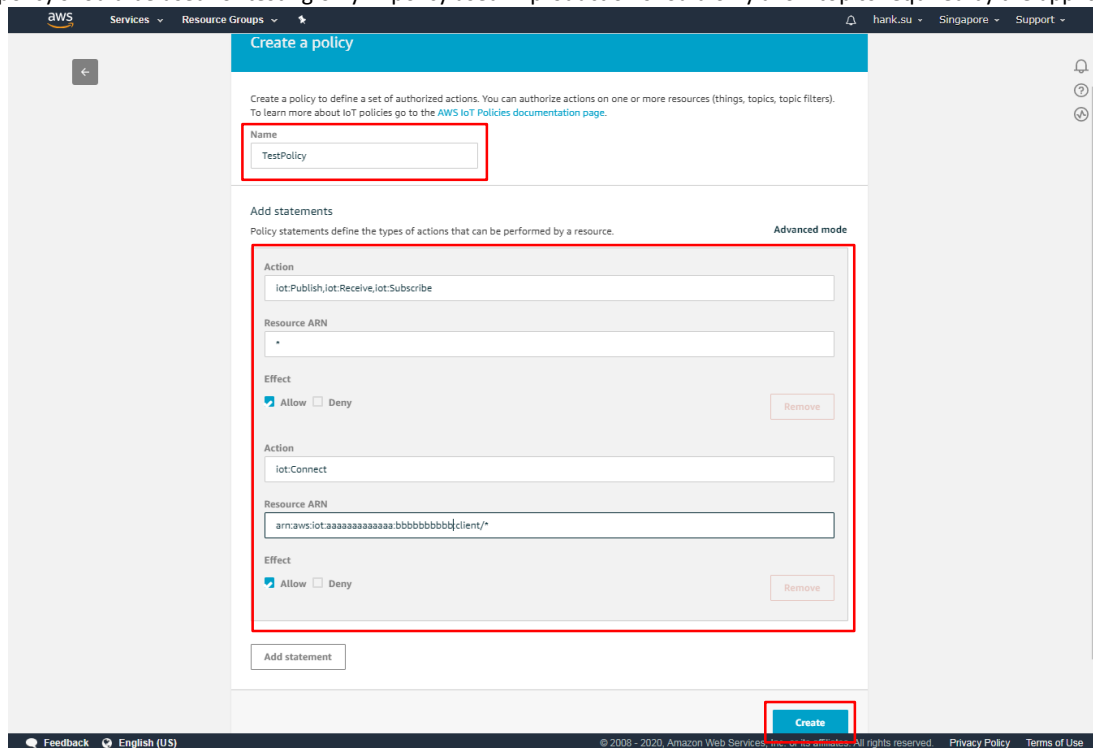 aws Services Resource Groups hank.su Singapore Support
Create a policy
Create a policy to define a set of authorized actions. You can authorize actions on one or more resources (things, topics, topic filters).
To learn more about IoT policies go to the AWS IoT Policies documentation page.
Name
TestPolicy
Add statements
Policy statements define the types of actions that can be performed by a resource. Advanced mode
Action
iot:Publish,iot:Receive,iot:Subscribe
Resource ARN
*
Effect
Allow Deny
Remove
Action
iot:Connect
Resource ARN
arn:aws:iot:aaaaaaaaaaaaa:bbbbbbbbbb:client/*
Effect
Allow Deny
Remove
Add statement
Create
Feedback English (US) © 2008 - 2020, Amazon Web Services, Inc. or its affiliates. All rights reserved. Privacy Policy Terms of Use